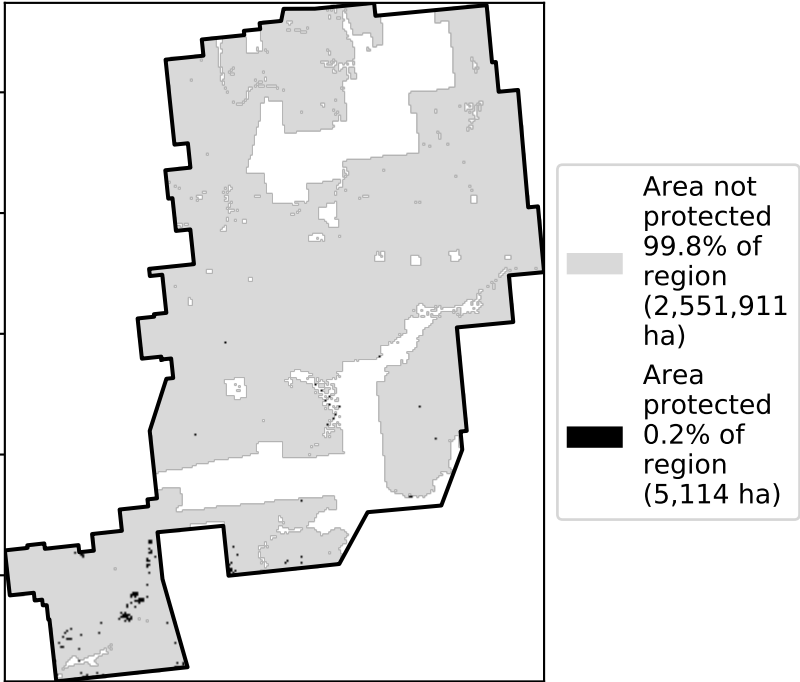 Area not
protected
99.8% of
region
(2,551,911
ha)
Area
protected
0.2% of
region
(5,114 ha)